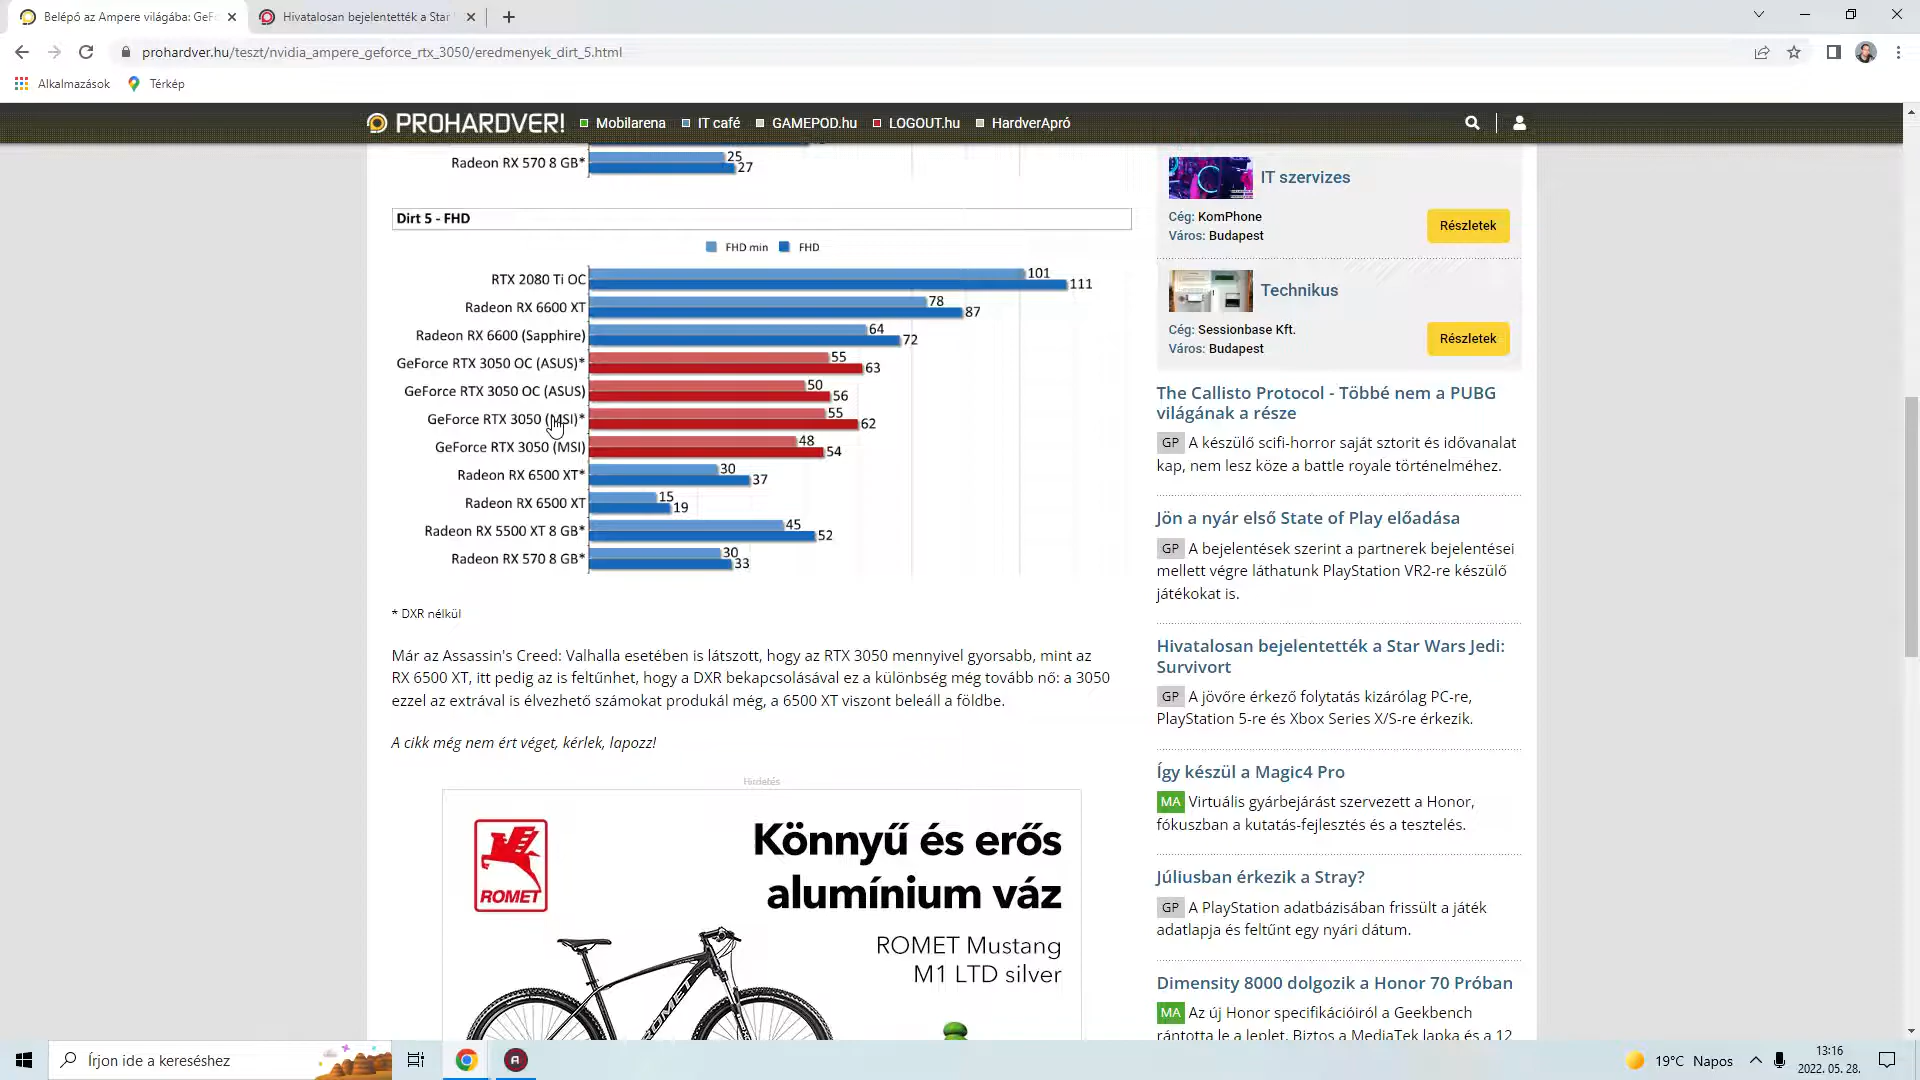 Belépő az Ampere világába: GeF
Hivatalosan bejelentették a Star
prohardver.hu/teszt/nvidia_ampere_geforce_rtx_3050/eredmenyek_dirt_5.html
Alkalmazások
Térkép
PROHARDVER!
Mobilarena
IT café
GAMEPOD.hu
LOGOUT.hu
HardverApró
Radeon RX 570 8 GB*
25
27
Dirt 5 - FHD
FHD min
FHD
RTX 2080 Ti OC
101
111
Radeon RX 6600 XT
78
87
Radeon RX 6600 (Sapphire)
64
72
GeForce RTX 3050 OC (ASUS)*
55
63
GeForce RTX 3050 OC (ASUS)
50
56
GeForce RTX 3050 (MSI)*
55
62
GeForce RTX 3050 (MSI)
48
54
Radeon RX 6500 XT*
30
37
Radeon RX 6500 XT
15
19
Radeon RX 5500 XT 8 GB*
45
52
Radeon RX 570 8 GB*
30
33
* DXR nélkül
Már az Assassin's Creed: Valhalla esetében is látszott, hogy az RTX 3050 mennyivel gyorsabb, mint az
RX 6500 XT, itt pedig az is feltűnhet, hogy a DXR bekapcsolásával ez a különbség még tovább nő: a 3050
ezzel az extrával is élvezhető számokat produkál még, a 6500 XT viszont beleáll a földbe.
A cikk még nem ért véget, kérlek, lapozz!
Hirdetés
ROMET
Könnyű és erős
alumínium váz
ROMET Mustang
M1 LTD silver
ROMET
IT szervizes
Cég: KomPhone
Város: Budapest
Részletek
Technikus
Cég: Sessionbase Kft.
Város: Budapest
Részletek
The Callisto Protocol - Többé nem a PUBG
világának a része
GP A készülő scifi-horror saját sztorit és idővanalat
kap, nem lesz köze a battle royale történelméhez.
Jön a nyár első State of Play előadása
GP A bejelentések szerint a partnerek bejelentései
mellett végre láthatunk PlayStation VR2-re készülő
játékokat is.
Hivatalosan bejelentették a Star Wars Jedi:
Survivort
GP A jövőre érkező folytatás kizárólag PC-re,
PlayStation 5-re és Xbox Series X/S-re érkezik.
Így készül a Magic4 Pro
MA Virtuális gyárbejárást szervezett a Honor,
fókuszban a kutatás-fejlesztés és a tesztelés.
Júliusban érkezik a Stray?
GP A PlayStation adatbázisában frissült a játék
adatlapja és feltűnt egy nyári dátum.
Dimensity 8000 dolgozik a Honor 70 Próban
MA Az új Honor specifikációiról a Geekbench
rántotta le a leplet. Biztos a MediaTek lapka és a 12
Írjon ide a kereséshez
19°C Napos
13:16
2022. 05. 28.